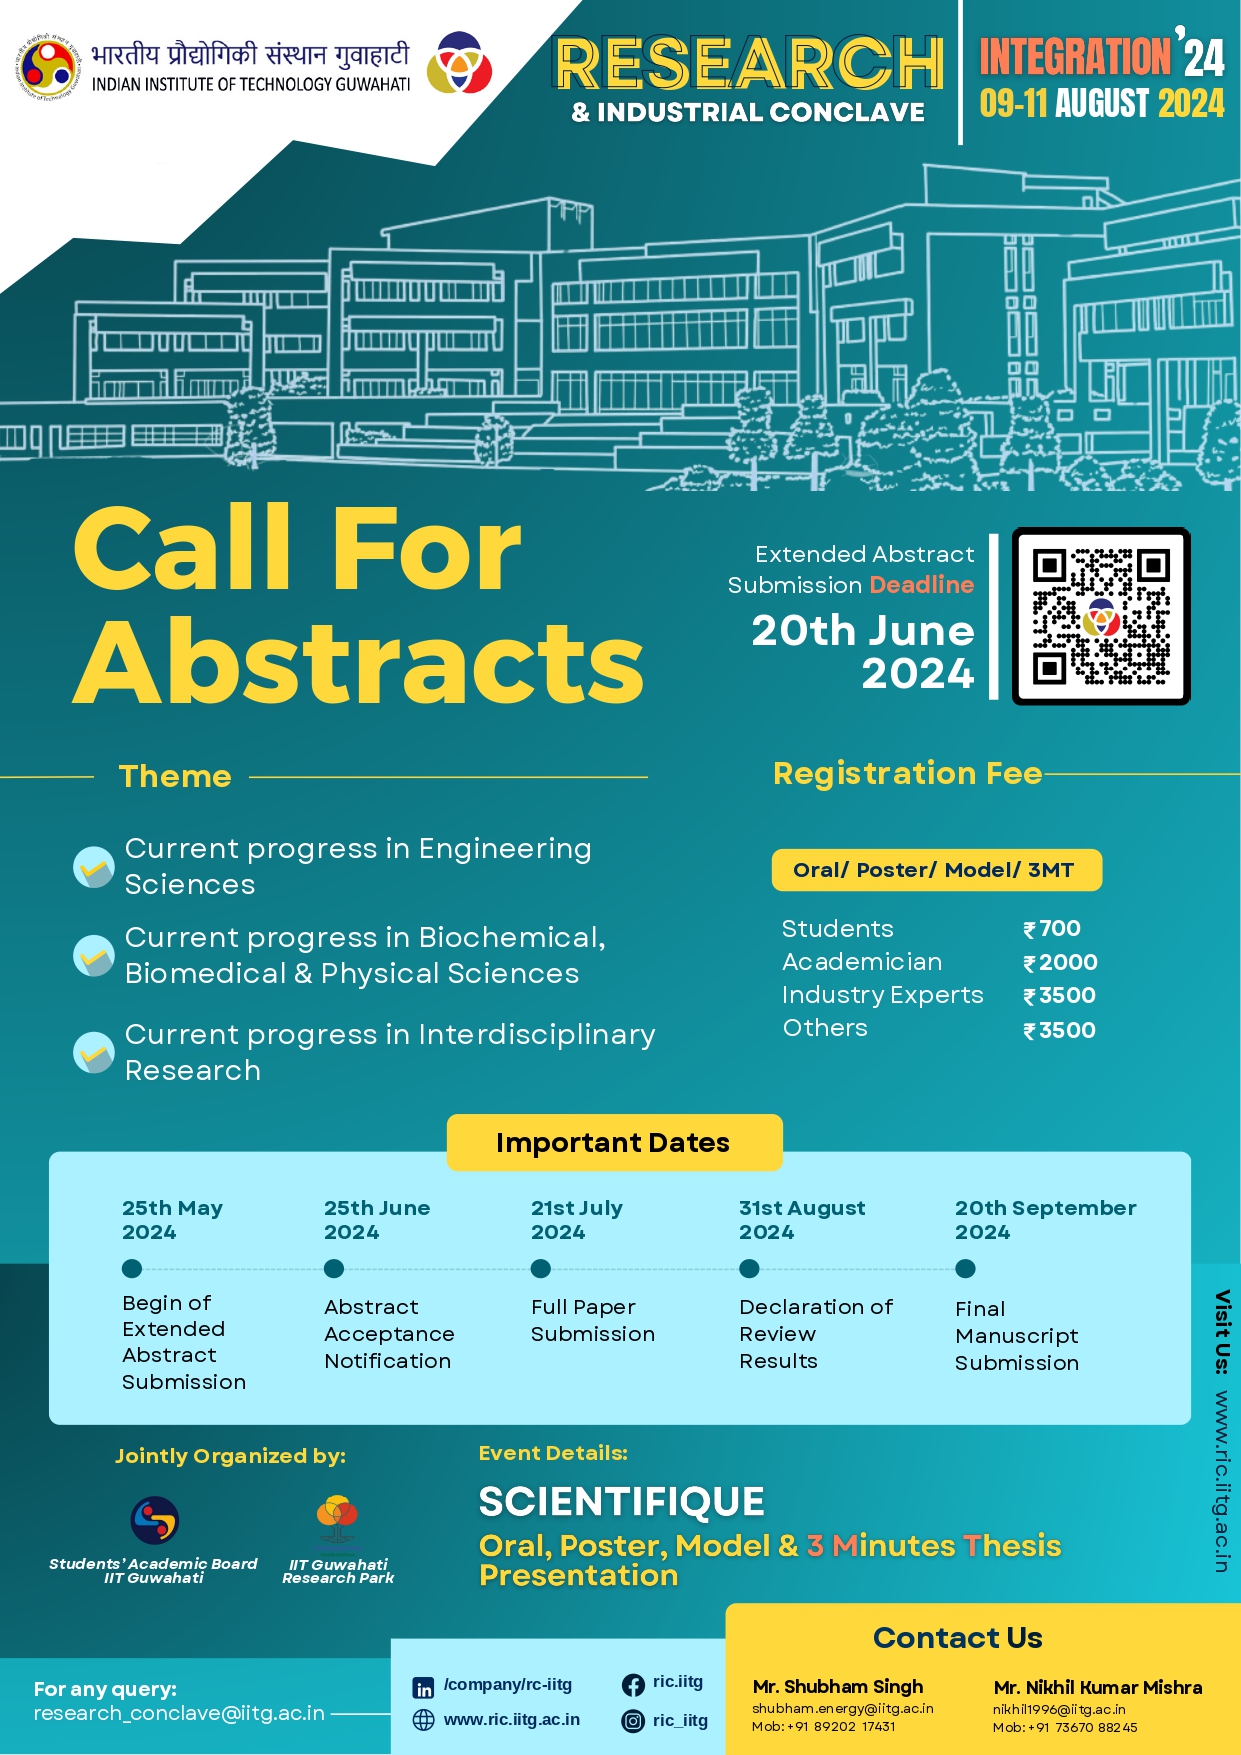 भारतीय प्रौद्योगिकी संस्थान गुवाहाटी
INDIAN INSTITUTE OF TECHNOLOGY GUWAHATI
RESEARCH
& INDUSTRIAL CONCLAVE
INTEGRATION '24
09-11 AUGUST 2024
Call For
Abstracts
Extended Abstract
Submission Deadline
20th June
2024
Theme
Current progress in Engineering
Sciences
Current progress in Biochemical,
Biomedical & Physical Sciences
Current progress in Interdisciplinary
Research
Registration Fee
Oral/ Poster/ Model/ 3MT
Students ₹700
Academician ₹2000
Industry Experts ₹3500
Others ₹3500
Important Dates
25th May
2024
Begin of
Extended
Abstract
Submission
25th June
2024
Abstract
Acceptance
Notification
21st July
2024
Full Paper
Submission
31st August
2024
Declaration of
Review
Results
20th September
2024
Final
Manuscript
Submission
Visit Us: www.ric.iitg.ac.in
Jointly Organized by:
Students' Academic Board
IIT Guwahati
IIT Guwahati
Research Park
Event Details:
SCIENTIFIQUE
Oral, Poster, Model & 3 Minutes Thesis
Presentation
For any query:
research_conclave@iitg.ac.in
/company/rc-iitg
www.ric.iitg.ac.in
ric.iitg
ric_iitg
Contact Us
Mr. Shubham Singh
shubham.energy@iitg.ac.in
Mob: +91 89202 17431
Mr. Nikhil Kumar Mishra
nikhil1996@iitg.ac.in
Mob: +91 73670 88245